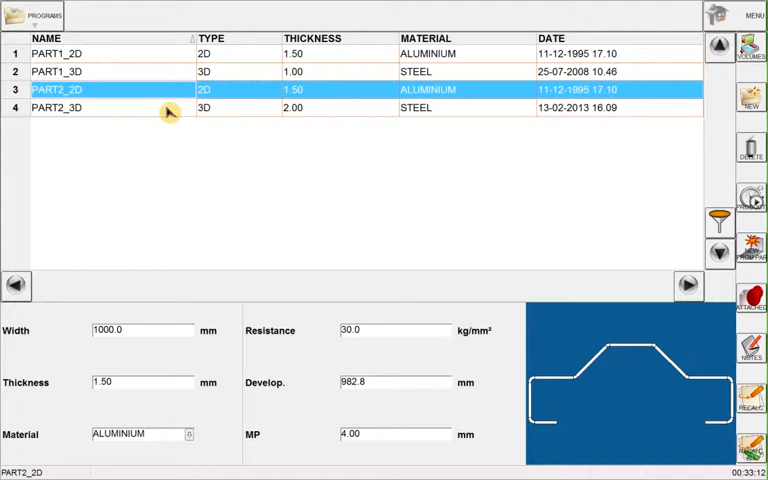 PROGRAMS
MENU
NAME TYPE THICKNESS MATERIAL DATE
1 PART1_2D 2D 1.50 ALUMINIUM 11-12-1995 17.10
2 PART1_3D 3D 1.00 STEEL 25-07-2008 10.46
3 PART2_2D 2D 1.50 ALUMINIUM 11-12-1995 17.10
4 PART2_3D 3D 2.00 STEEL 13-02-2013 16.09
VOLUMES
NEW
DELETE
NEW
FROM PAR
ATTACHED
NOTES
RECALC
Width 1000.0 mm Resistance 30.0 kg/mm²
Thickness 1.50 mm Develop. 982.8 mm
Material ALUMINIUM MP 4.00 mm
PART2_2D 00:33:12